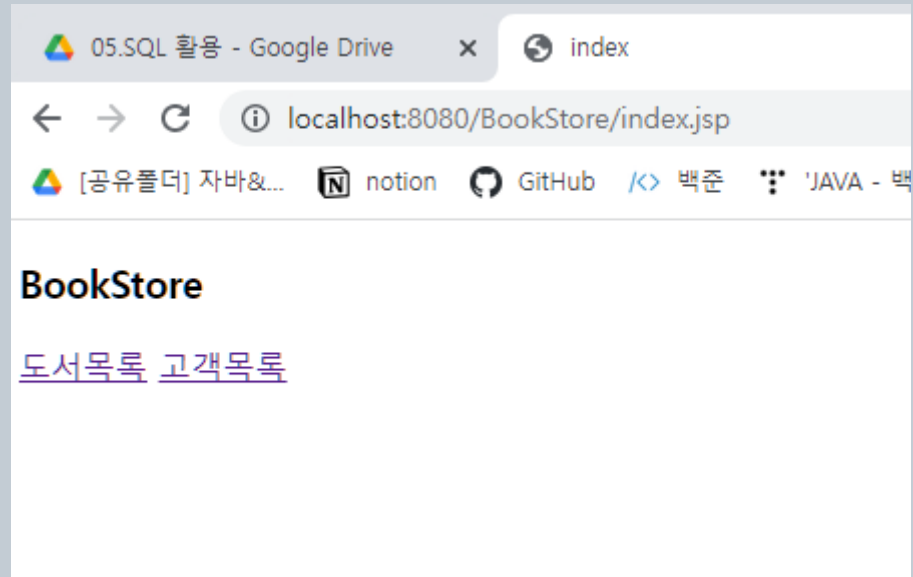 05.SQL 활용 - Google Drive
index
localhost:8080/BookStore/index.jsp
[공유폴더] 자바&...
notion
GitHub
백준
'JAVA - 백
BookStore
도서목록 고객목록